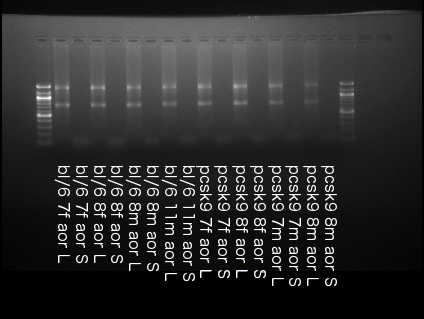 bl/6 7f aor L
bl/6 7f aor S
bl/6 8f aor L
bl/6 8f aor S
bl/6 8m aor L
bl/6 8m aor S
bl/6 11m aor L
bl/6 11m aor S
pcsk9 7f aor L
pcsk9 7f aor S
pcsk9 8f aor L
pcsk9 8f aor S
pcsk9 7m aor L
pcsk9 7m aor S
pcsk9 8m aor L
pcsk9 8m aor S